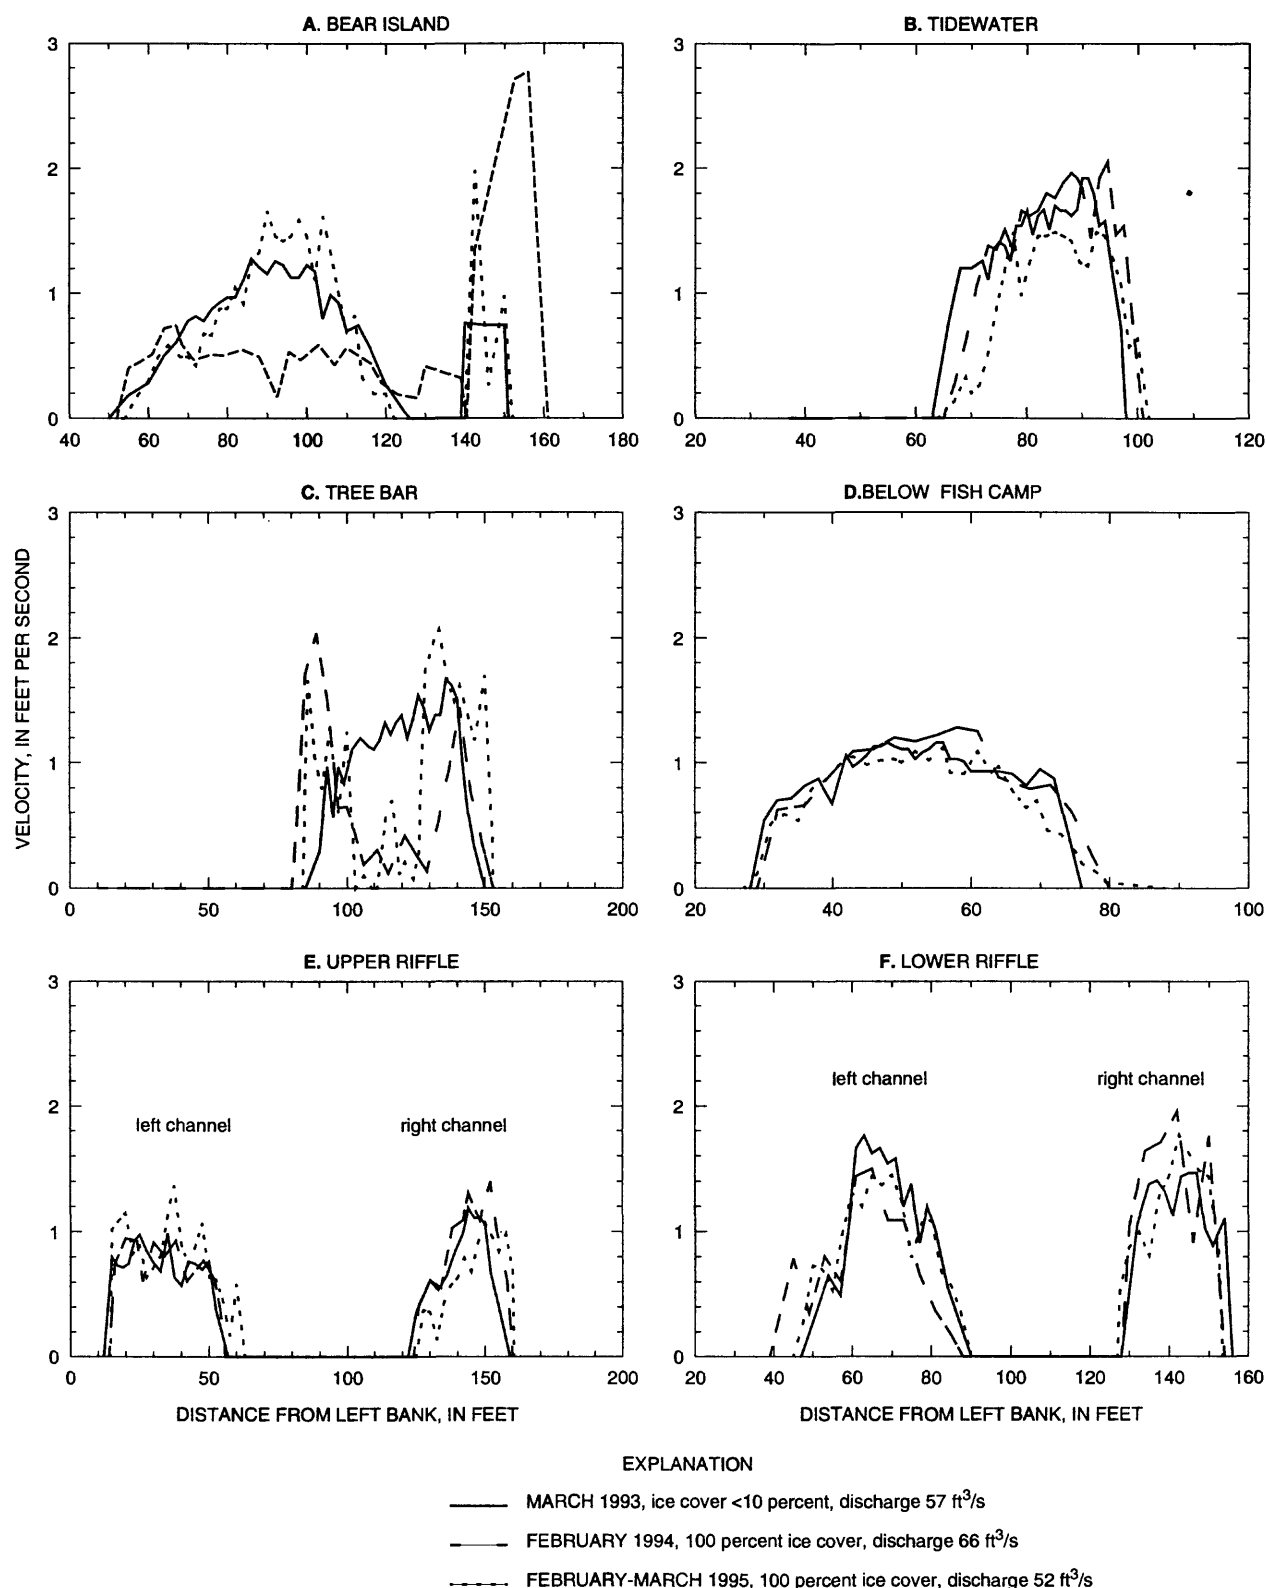 A. BEAR ISLAND
3
2
1
0
40 60 80 100 120 140 160 180
B. TIDEWATER
3
2
1
0
20 40 60 80 100 120
C. TREE BAR
3
2
1
0
0 50 100 150 200
D.BELOW FISH CAMP
3
2
1
0
20 40 60 80 100
VELOCITY, IN FEET PER SECOND
E. UPPER RIFFLE
3
2
1
0
left channel
right channel
0 50 100 150 200
DISTANCE FROM LEFT BANK, IN FEET
F. LOWER RIFFLE
3
2
1
0
left channel
right channel
20 40 60 80 100 120 140 160
DISTANCE FROM LEFT BANK, IN FEET
EXPLANATION
MARCH 1993, ice cover <10 percent, discharge 57 ft³/s
FEBRUARY 1994, 100 percent ice cover, discharge 66 ft³/s
FEBRUARY-MARCH 1995, 100 percent ice cover, discharge 52 ft³/s